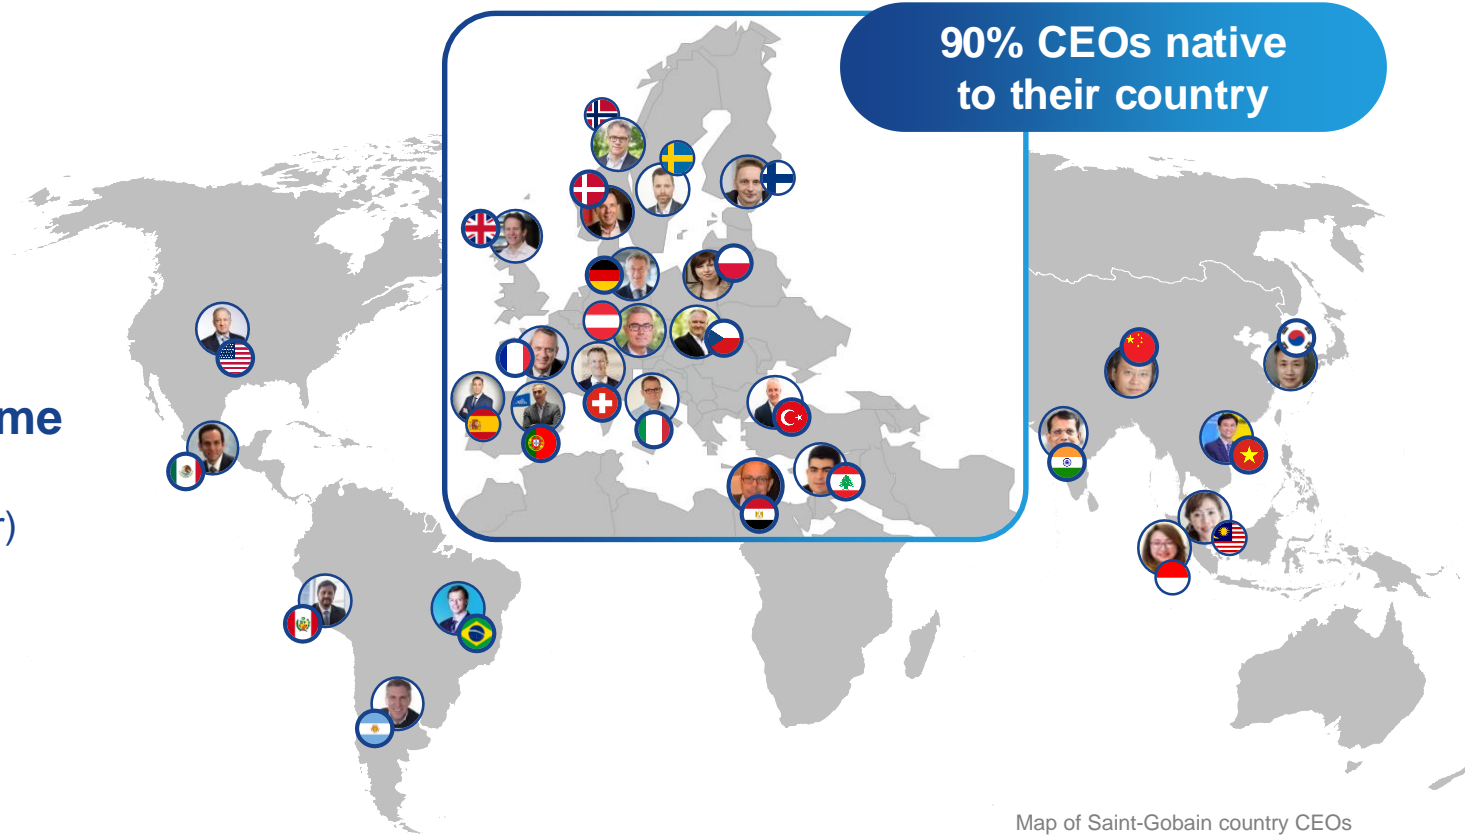 90% CEOs native
to their country
me
r)
Map of Saint-Gobain country CEOs